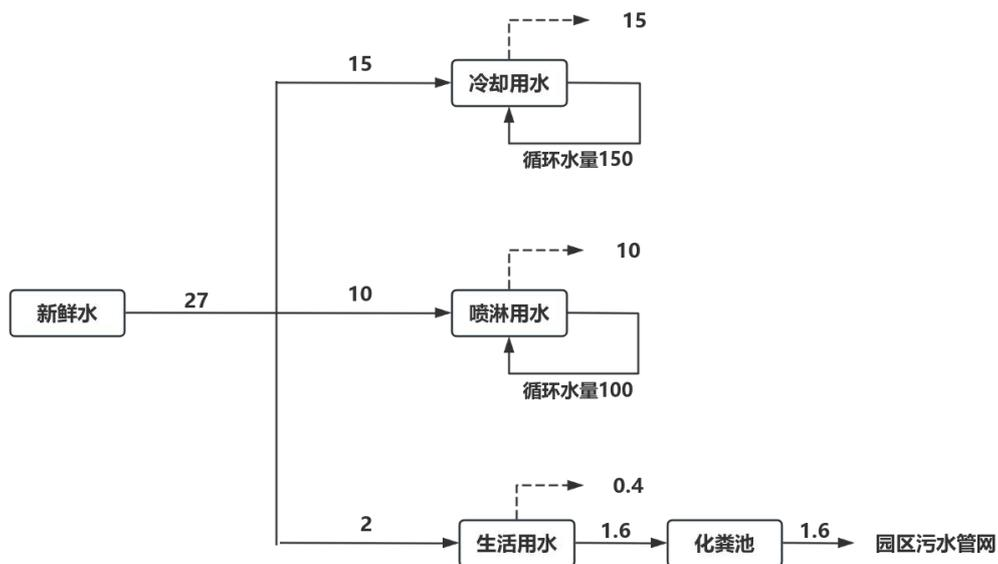 15
15
冷却用水
循环水量150
10
27
10
新鲜水
喷淋用水
循环水量100
0.4
2
1.6
1.6
生活用水
化粪池
园区污水管网